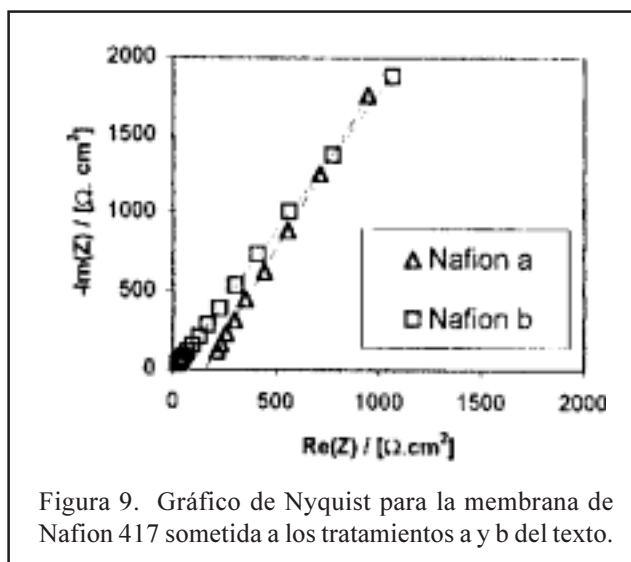 2000
1500
1000
500
0
-Im(Z) / [Ω. cm²]
Nafion a
Nafion b
0 500 1000 1500 2000
Re(Z) / [Ω.cm²]
Figura 9. Gráfico de Nyquist para la membrana de
Nafion 417 sometida a los tratamientos a y b del texto.